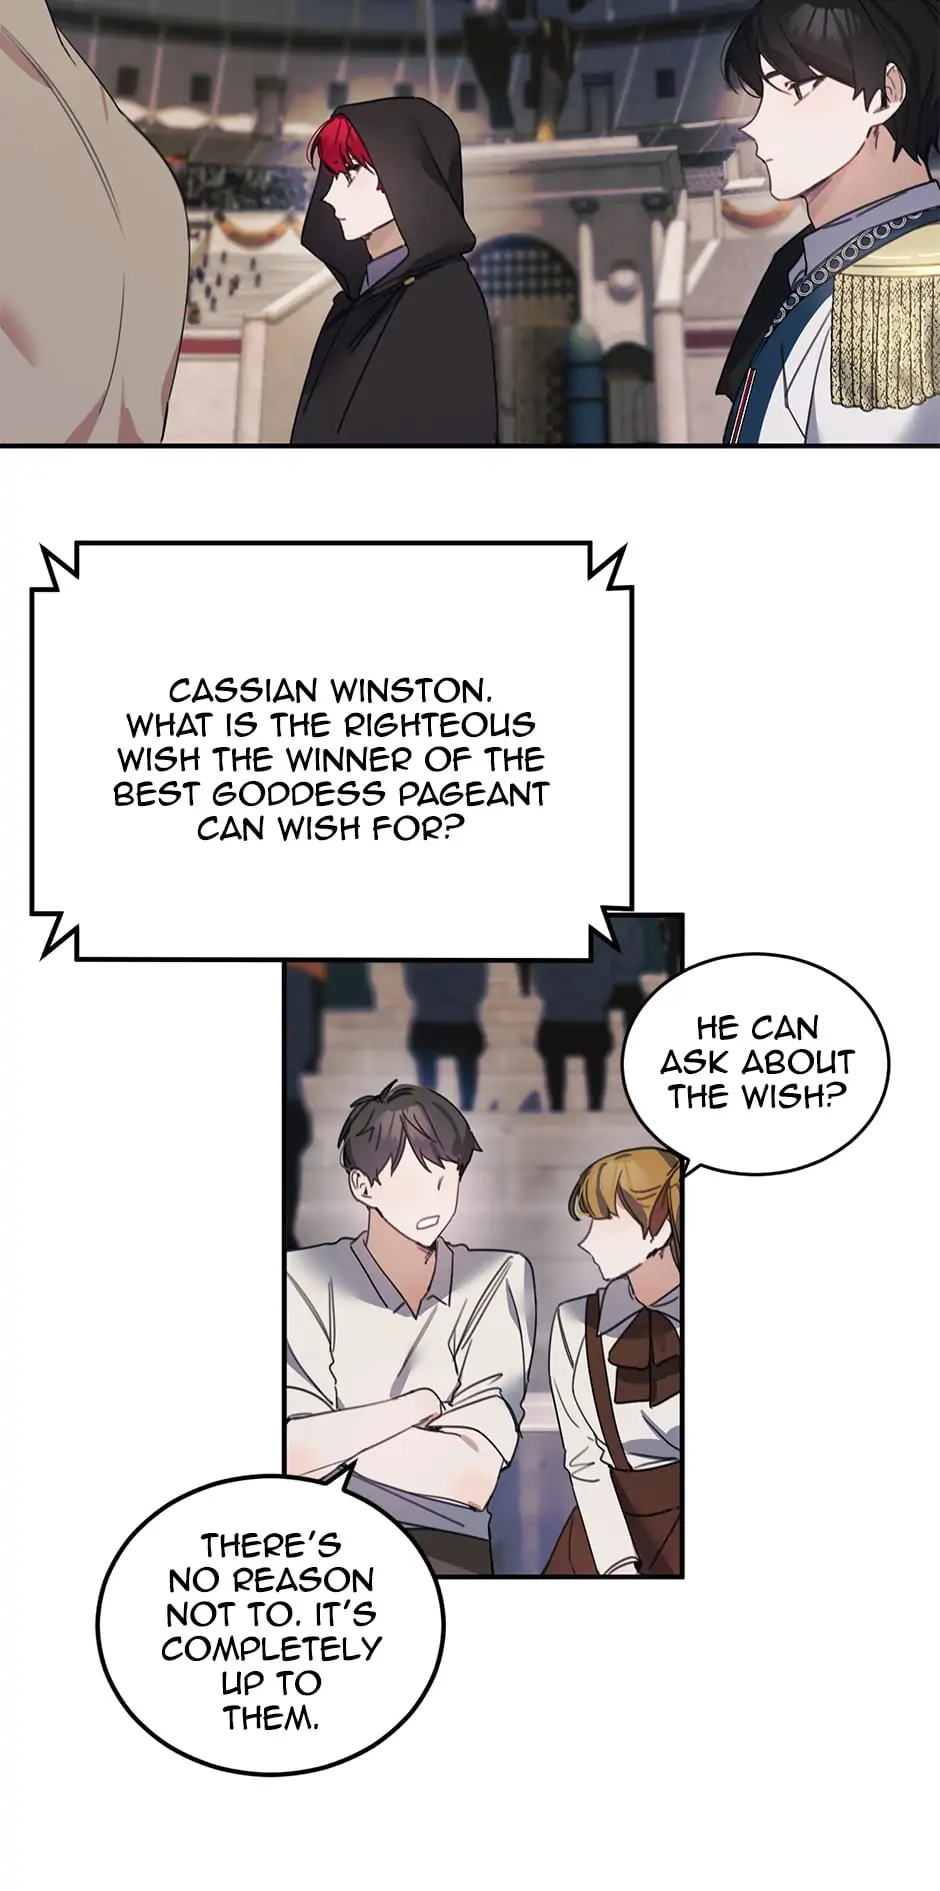 CASSIAN WINSTON.
WHAT IS THE RIGHTEOUS
WISH THE WINNER OF THE
BEST GODDESS PAGEANT
CAN WISH FOR?
HE CAN
ASK ABOUT
THE WISH?
THERE'S
NO REASON
NOT TO. IT'S
COMPLETELY
UP TO
THEM.